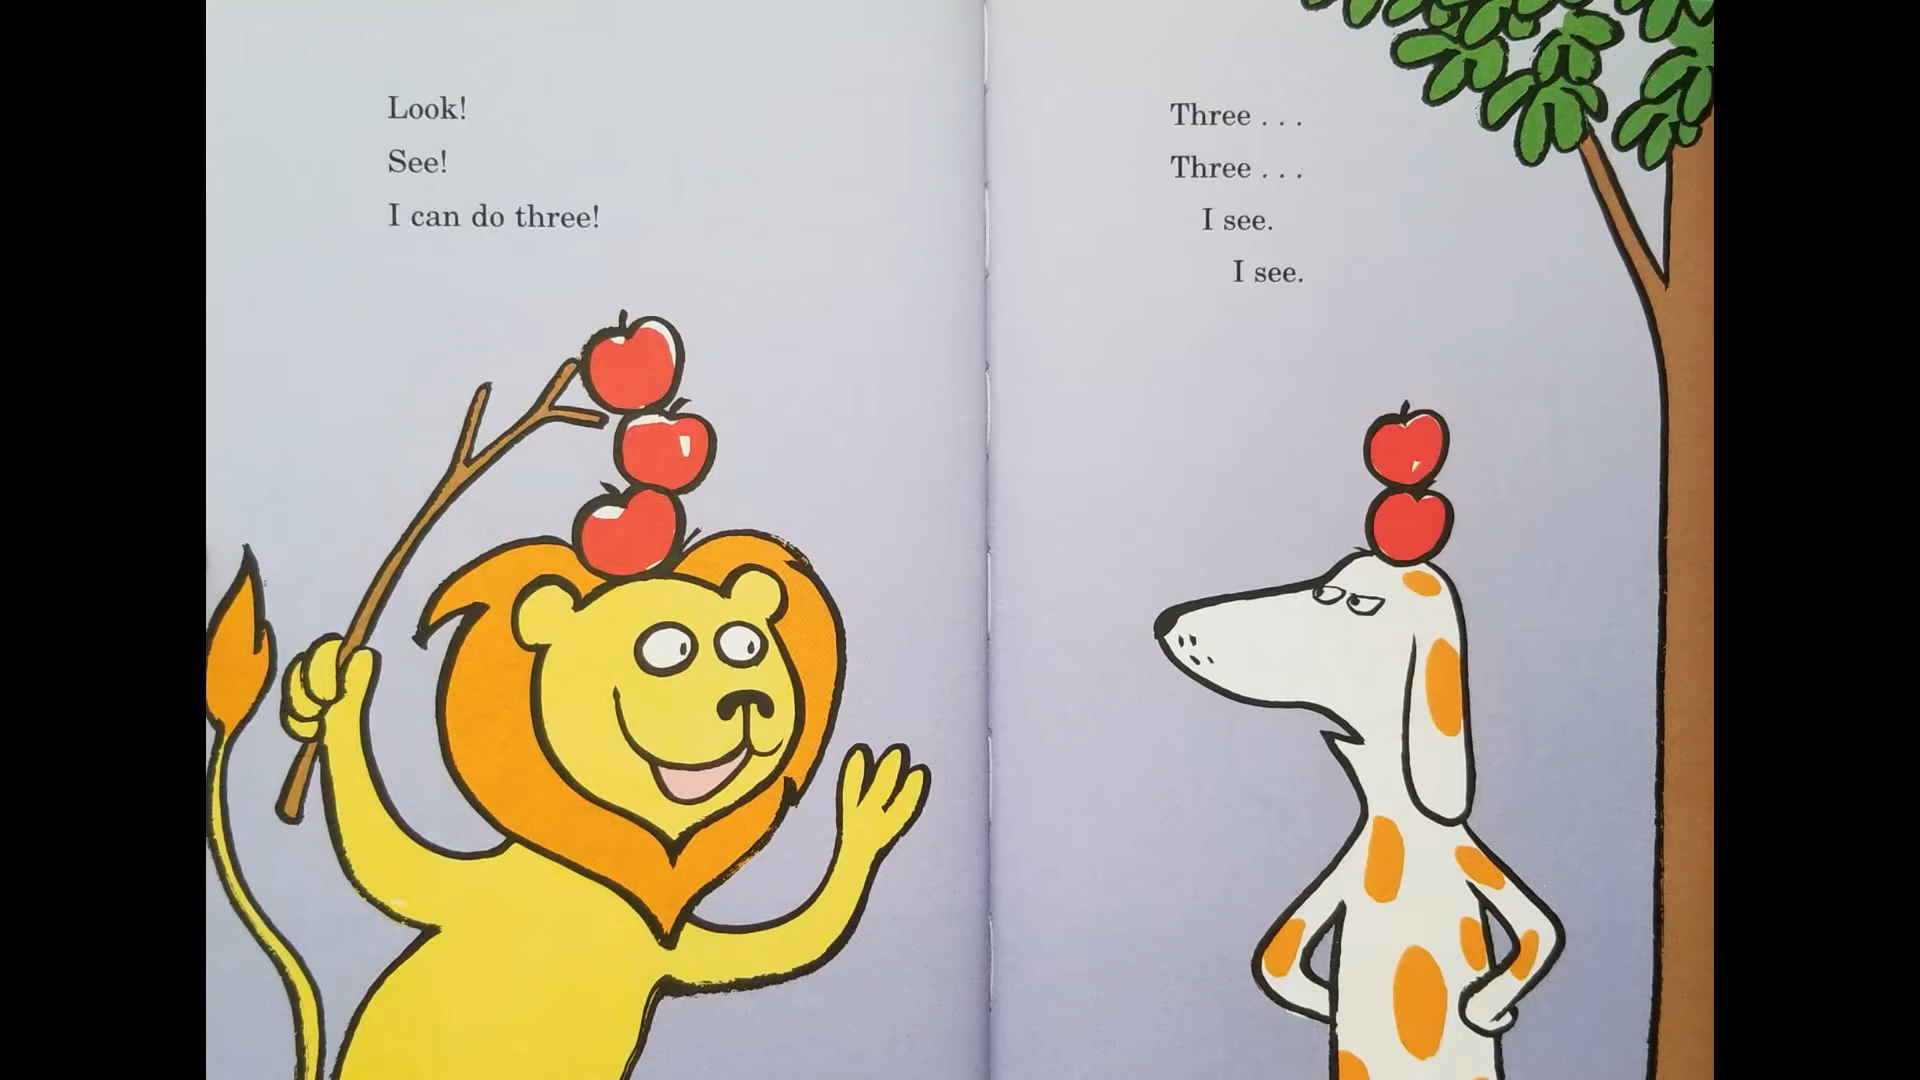 Look!
See!
I can do three!
Three . . .
Three . . .
I see.
I see.